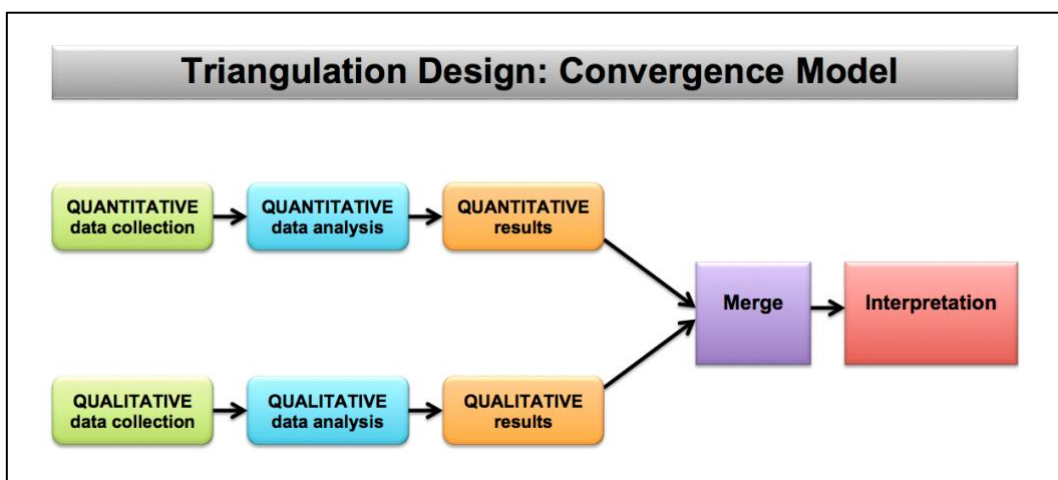 Triangulation Design: Convergence Model
QUANTITATIVE
data collection
QUANTITATIVE
data analysis
QUANTITATIVE
results
Merge
Interpretation
QUALITATIVE
data collection
QUALITATIVE
data analysis
QUALITATIVE
results